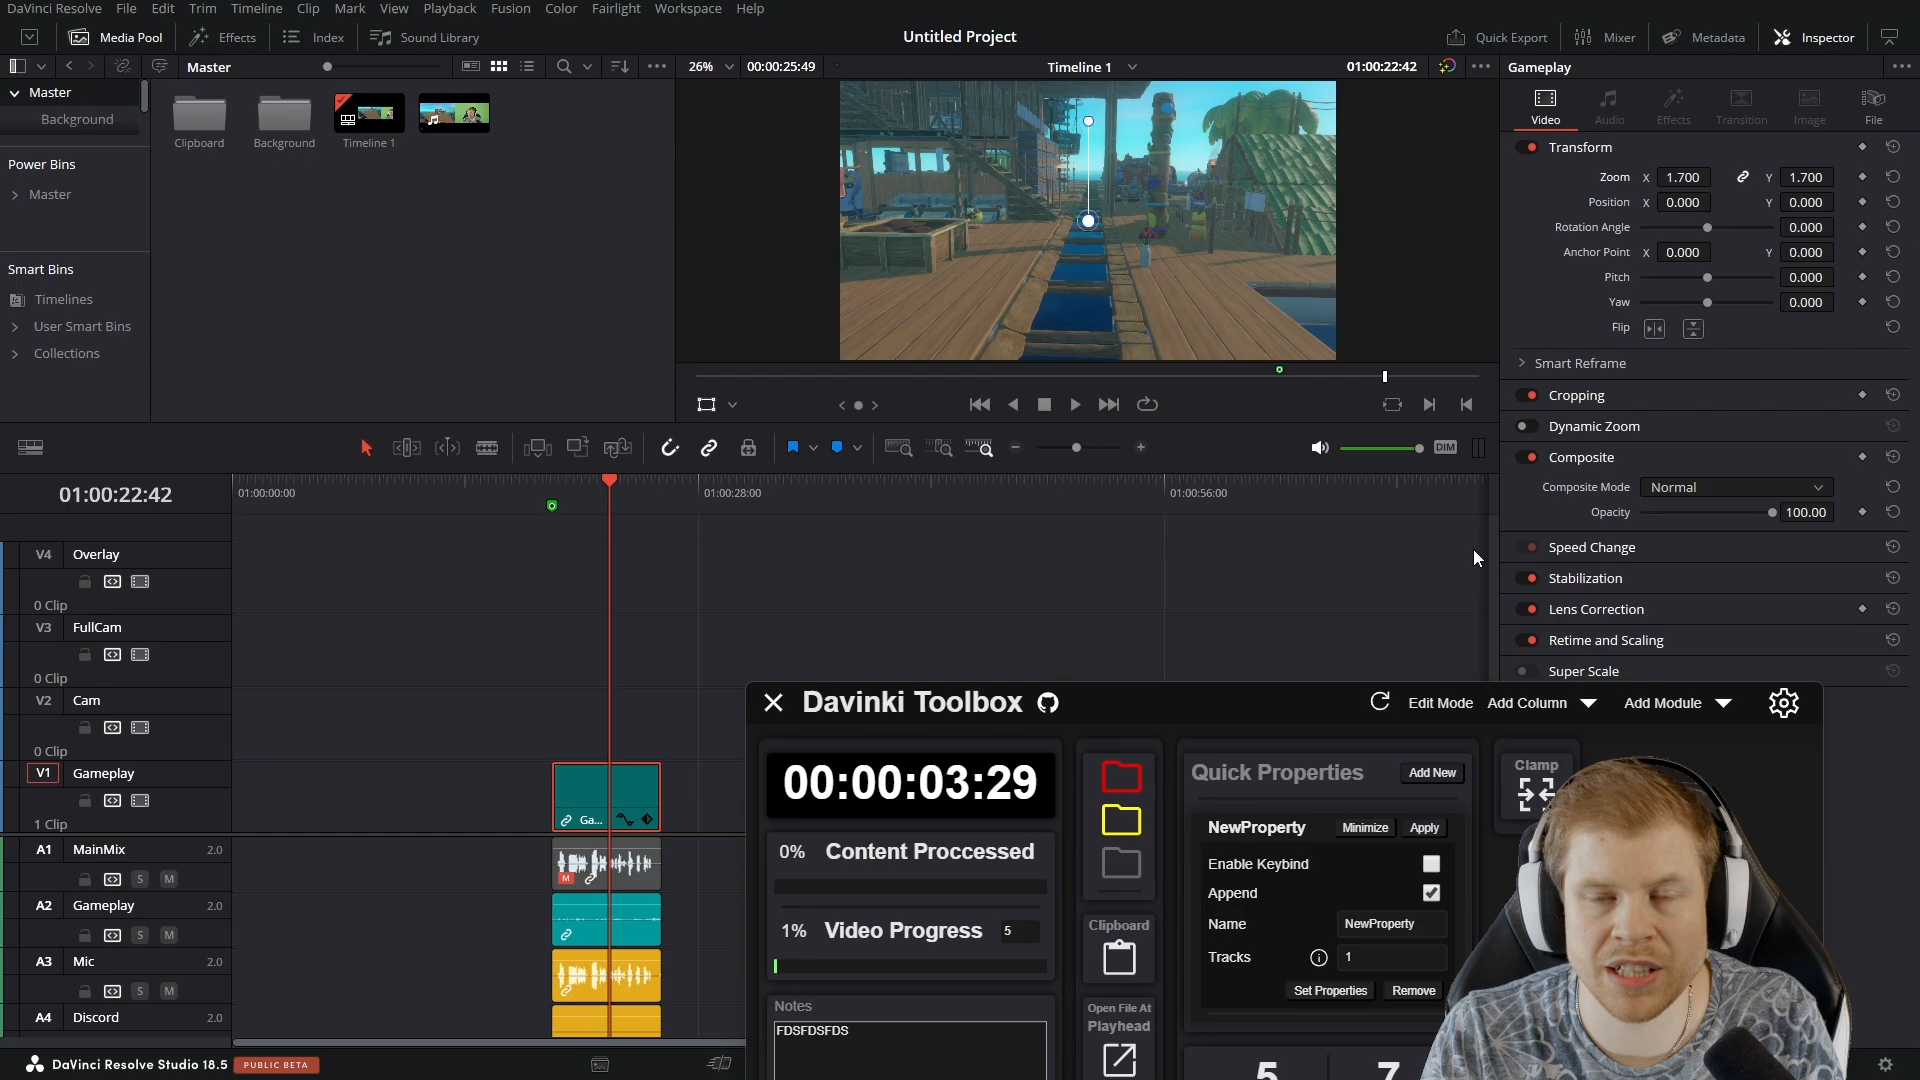 DaVinci Resolve File Edit Trim Timeline Clip Mark View Playback Fusion Color Fairlight Workspace Help
Media Pool Effects Index Sound Library
Untitled Project
Quick Export Mixer Metadata Inspector
Master
26% 00:00:25:49 Timeline 1 01:00:22:42
Gameplay
Master
Background
Power Bins
Master
Smart Bins
Timelines
User Smart Bins
Collections
Clipboard Background Timeline 1
Video Audio Effects Transition Image File
Transform
Zoom X 1.700 Y 1.700
Position X 0.000 Y 0.000
Rotation Angle 0.000
Anchor Point X 0.000 Y 0.000
Pitch 0.000
Yaw 0.000
Flip
Smart Reframe
Cropping
Dynamic Zoom
Composite
Composite Mode Normal
Opacity 100.00
Speed Change
Stabilization
Lens Correction
Retime and Scaling
Super Scale
DIM
01:00:22:42
01:00:00:00 01:00:28:00 01:00:56:00
V4 Overlay
0 Clip
V3 FullCam
0 Clip
V2 Cam
0 Clip
V1 Gameplay
1 Clip
Ga...
A1 MainMix 2.0
S M
M
A2 Gameplay 2.0
S M
A3 Mic 2.0
S M
A4 Discord 2.0
DaVinci Resolve Studio 18.5 PUBLIC BETA
Davinki Toolbox
Edit Mode Add Column Add Module
00:00:03:29
0% Content Proccessed
1% Video Progress 5
Notes
FDSFDSFDS
Clipboard
Open File At
Playhead
Quick Properties Add New
NewProperty Minimize Apply
Enable Keybind
Append
Name NewProperty
Tracks 1
Set Properties Remove
5 7
Clamp